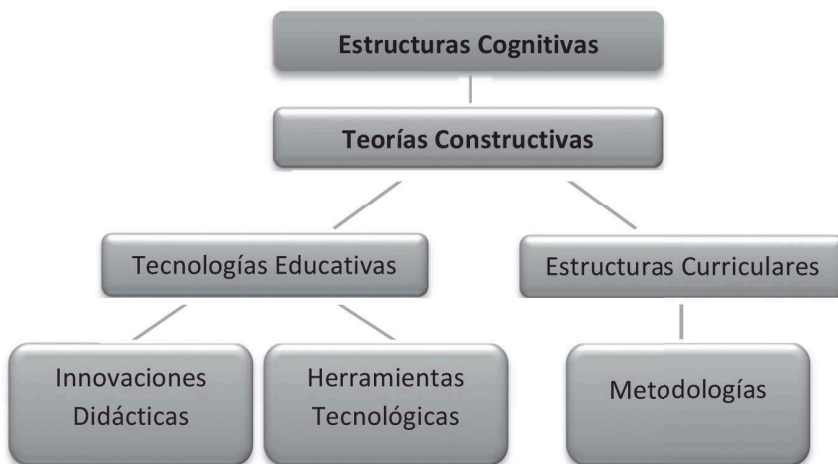 Estructuras Cognitivas
Teorías Constructivas
Tecnologías Educativas
Estructuras Curriculares
Innovaciones
Didácticas
Herramientas
Tecnológicas
Metodologías